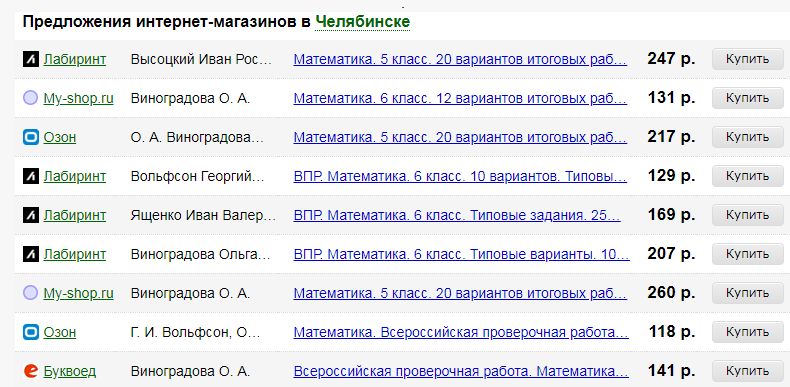 Предложения интернет-магазинов в Челябинске
Лабиринт Высоцкий Иван Рос... Математика. 5 класс. 20 вариантов итоговых раб... 247 р. Купить
My-shop.ru Виноградова О. А. Математика. 6 класс. 12 вариантов итоговых раб... 131 р. Купить
Озон О. А. Виноградова... Математика. 5 класс. 20 вариантов итоговых раб... 217 р. Купить
Лабиринт Вольфсон Георгий... ВПР. Математика. 6 класс. 10 вариантов. Типовы... 129 р. Купить
Лабиринт Ященко Иван Валер... ВПР. Математика. 6 класс. Типовые задания. 25... 169 р. Купить
Лабиринт Виноградова Ольга... ВПР. Математика. 6 класс. Типовые варианты. 10... 207 р. Купить
My-shop.ru Виноградова О. А. Математика. 5 класс. 20 вариантов итоговых раб... 260 р. Купить
Озон Г. И. Вольфсон, О... Математика. Всероссийская проверочная работа... 118 р. Купить
Буквоед Виноградова О. А. Всероссийская проверочная работа. Математика... 141 р. Купить